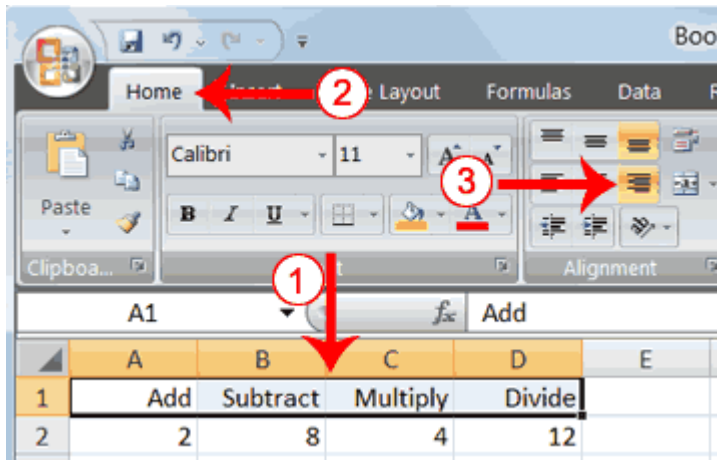 Boo
Home 2 Layout Formulas Data
Calibri 11
3
Paste B I U A
Clipboa... 1 Alignment
A1 fx Add
A B C D E
1 Add Subtract Multiply Divide
2 2 8 4 12